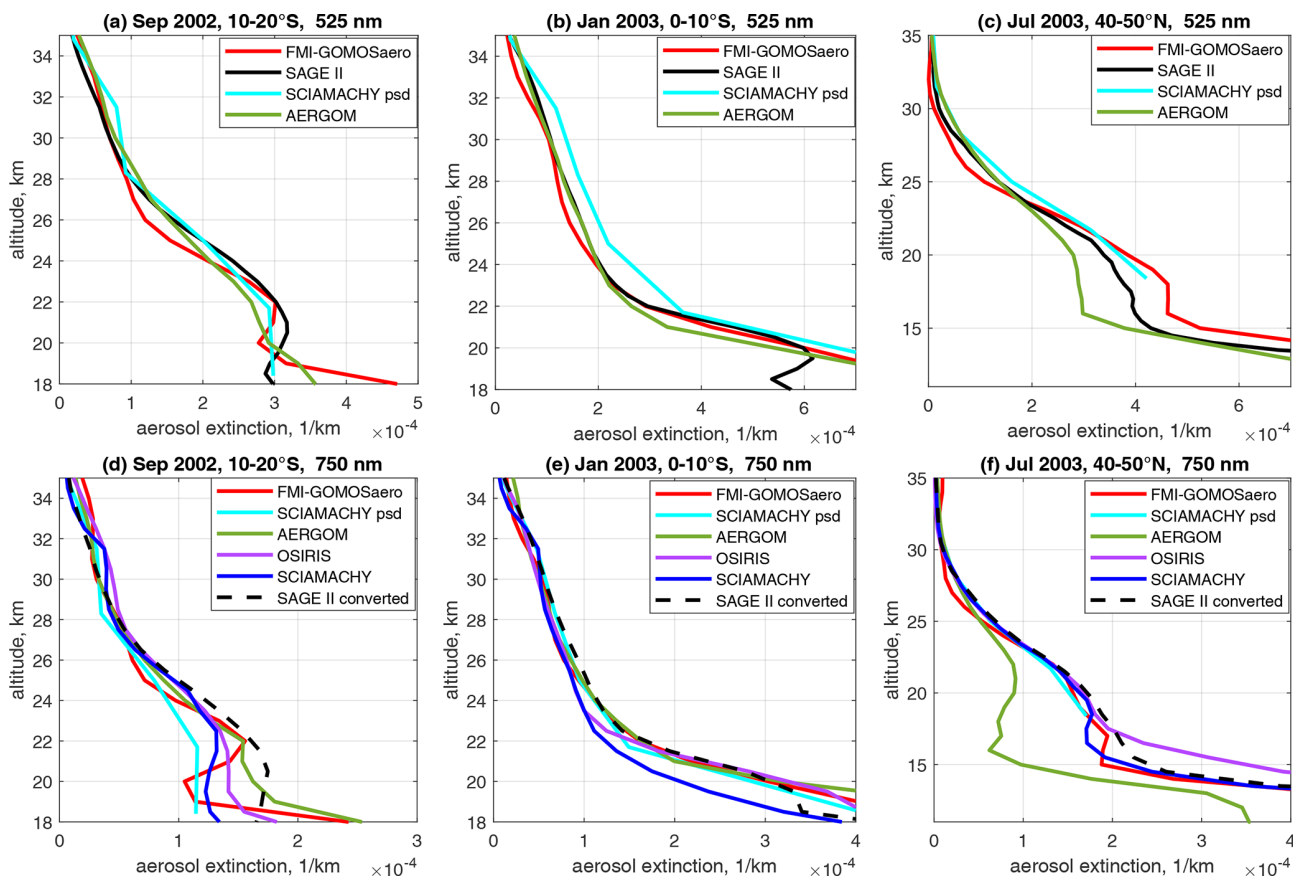 (a) Sep 2002, 10-20°S, 525 nm
FMI-GOMOSaero
SAGE II
SCIAMACHY psd
AERGOM
34
32
30
28
26
24
22
20
18
altitude, km
0
1
2
3
4
5
aerosol extinction, 1/km
×10⁻⁴
(b) Jan 2003, 0-10°S, 525 nm
FMI-GOMOSaero
SAGE II
SCIAMACHY psd
AERGOM
34
32
30
28
26
24
22
20
18
altitude, km
0
2
4
6
aerosol extinction, 1/km
×10⁻⁴
(c) Jul 2003, 40-50°N, 525 nm
FMI-GOMOSaero
SAGE II
SCIAMACHY psd
AERGOM
35
30
25
20
15
altitude, km
0
2
4
6
aerosol extinction, 1/km
×10⁻⁴
(d) Sep 2002, 10-20°S, 750 nm
FMI-GOMOSaero
SCIAMACHY psd
AERGOM
OSIRIS
SCIAMACHY
SAGE II converted
34
32
30
28
26
24
22
20
18
altitude, km
0
1
2
3
aerosol extinction, 1/km
×10⁻⁴
(e) Jan 2003, 0-10°S, 750 nm
FMI-GOMOSaero
SCIAMACHY psd
AERGOM
OSIRIS
SCIAMACHY
SAGE II converted
34
32
30
28
26
24
22
20
18
altitude, km
0
1
2
3
4
aerosol extinction, 1/km
×10⁻⁴
(f) Jul 2003, 40-50°N, 750 nm
FMI-GOMOSaero
SCIAMACHY psd
AERGOM
OSIRIS
SCIAMACHY
SAGE II converted
35
30
25
20
15
altitude, km
0
1
2
3
4
aerosol extinction, 1/km
×10⁻⁴